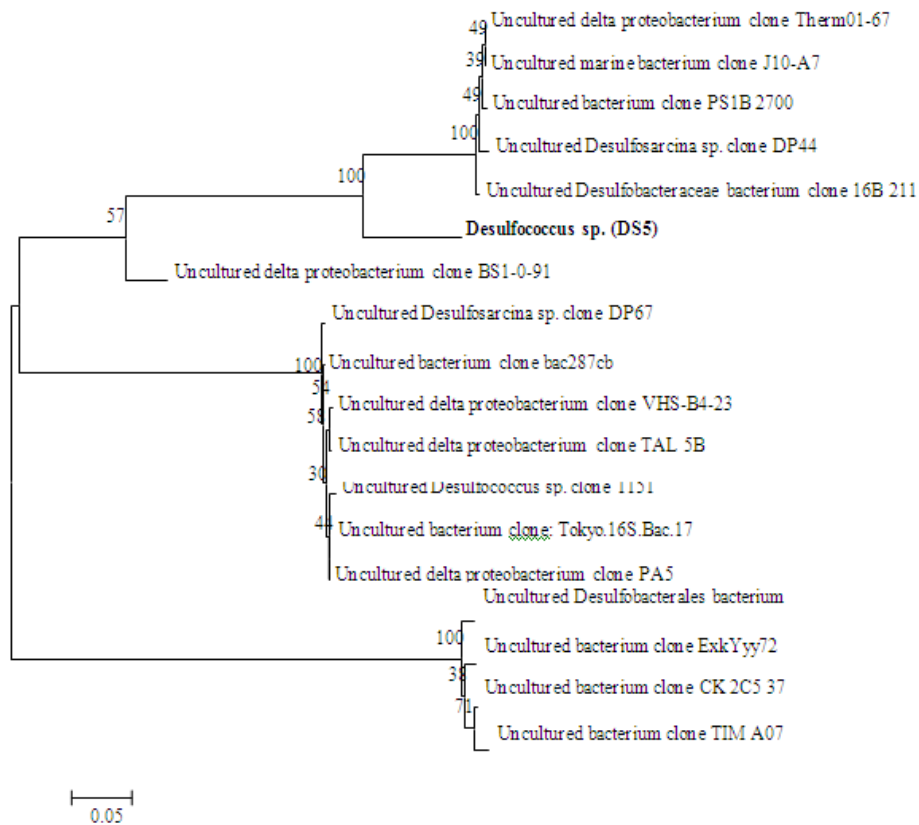 Uncultured delta proteobacterium clone Therm01-67
49
39
Uncultured marine bacterium clone J10-A7
49
Uncultured bacterium clone PS1B 2700
100
Uncultured Desulfosarcina sp. clone DP44
100
Uncultured Desulfobacteraceae bacterium clone 16B 211
57
Desulfococcus sp. (DS5)
Uncultured delta proteobacterium clone BS1-0-91
Uncultured Desulfosarcina sp. clone DP67
100
Uncultured bacterium clone bac287cb
54
58
Uncultured delta proteobacterium clone VHS-B4-23
Uncultured delta proteobacterium clone TAL 5B
30
Uncultured Desulfococcus sp. clone 1151
44
Uncultured bacterium clone: Tokyo.16S.Bac.17
Uncultured delta proteobacterium clone PA5
Uncultured Desulfobacterales bacterium
100
Uncultured bacterium clone ExkYyy72
38
Uncultured bacterium clone CK 2C5 37
71
Uncultured bacterium clone TIM A07
0.05